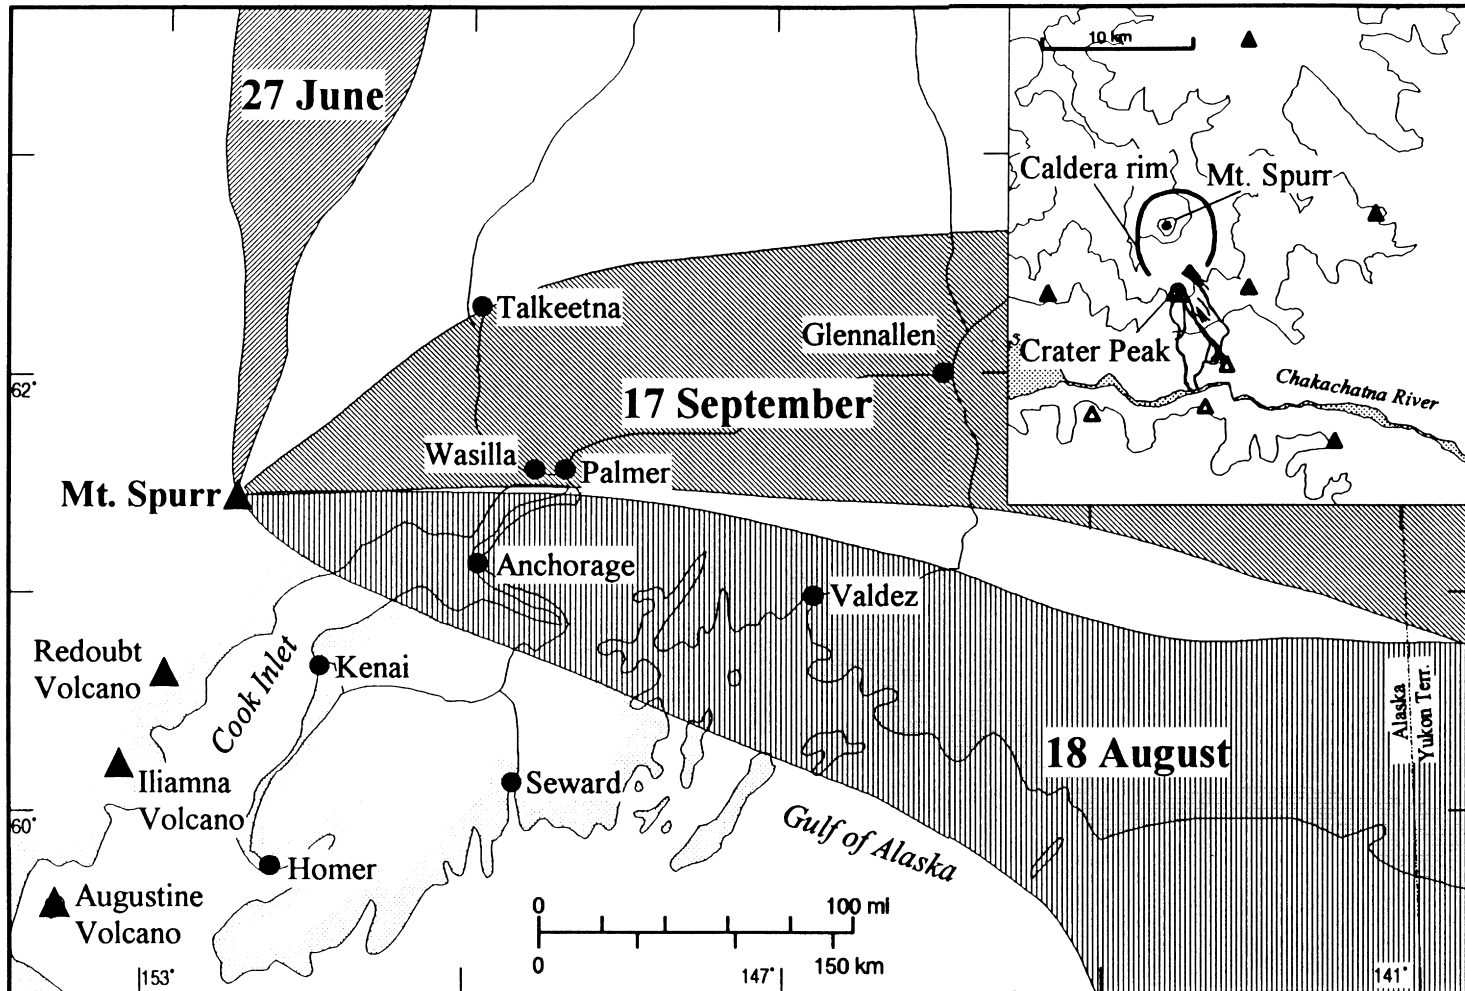 27 June
10 km
Caldera rim
Mt. Spurr
Talkeetna
Glennallen
Crater Peak
Chakachatna River
62°
17 September
Wasilla
Palmer
Mt. Spurr
Anchorage
Valdez
Redoubt
Volcano
Cook Inlet
Kenai
Alaska
Yukon Terr.
18 August
Iliamna
Volcano
Seward
60°
Gulf of Alaska
Homer
Augustine
Volcano
0
100 mi
0
150 km
153°
147°
141°